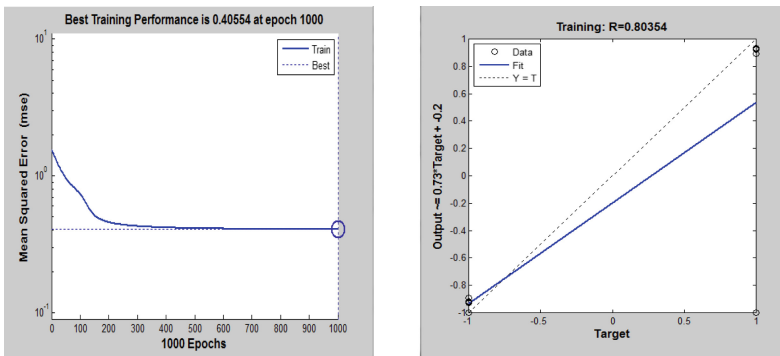 Best Training Performance is 0.40554 at epoch 1000
Train
Best
Mean Squared Error (mse)
10^1
10^0
10^-1
0 100 200 300 400 500 600 700 800 900 1000
1000 Epochs
Training: R=0.80354
Data
Fit
Y = T
Output ~= 0.73*Target + -0.2
1
0.8
0.6
0.4
0.2
0
-0.2
-0.4
-0.6
-0.8
-1
-1 -0.5 0 0.5 1
Target